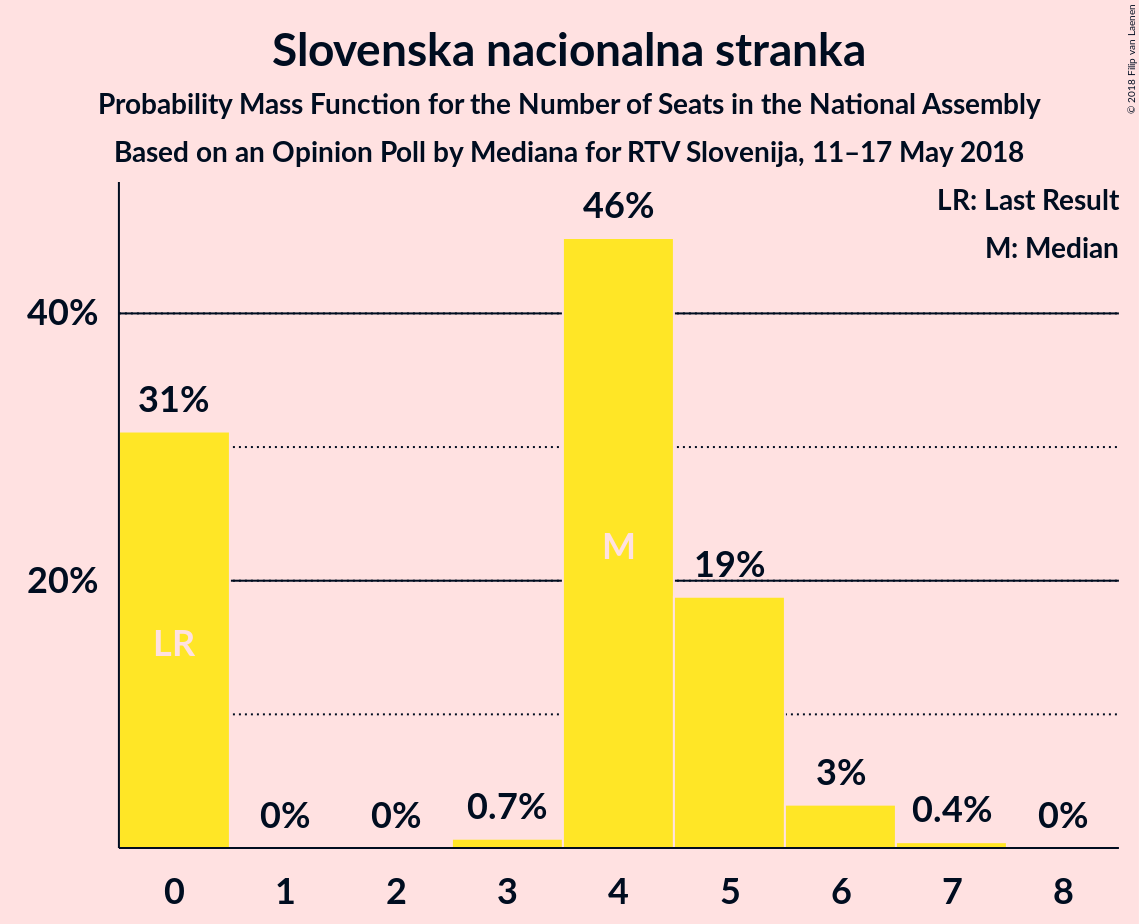 Slovenska nacionalna stranka
Probability Mass Function for the Number of Seats in the National Assembly
Based on an Opinion Poll by Mediana for RTV Slovenija, 11–17 May 2018
© 2018 Filip van Laenen
LR: Last Result
M: Median
46%
40%
31%
M
20%
19%
LR
3%
0%
0%
0.7%
0.4%
0%
0 1 2 3 4 5 6 7 8